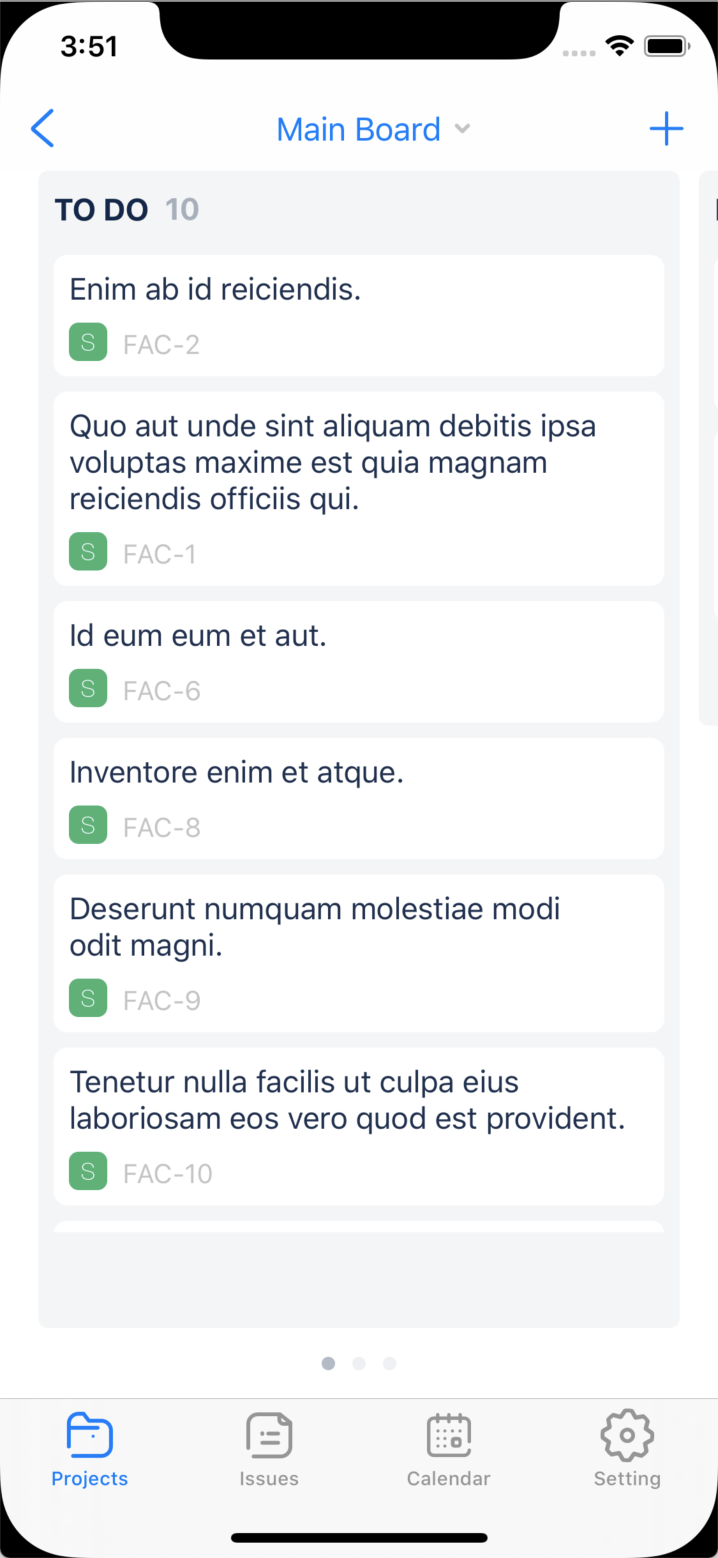 3:51
Main Board
TO DO 10
Enim ab id reiciendis.
S FAC-2
Quo aut unde sint aliquam debitis ipsa
voluptas maxime est quia magnam
reiciendis officiis qui.
S FAC-1
Id eum eum et aut.
S FAC-6
Inventore enim et atque.
S FAC-8
Deserunt numquam molestiae modi
odit magni.
S FAC-9
Tenetur nulla facilis ut culpa eius
laboriosam eos vero quod est provident.
S FAC-10
Projects Issues Calendar Setting